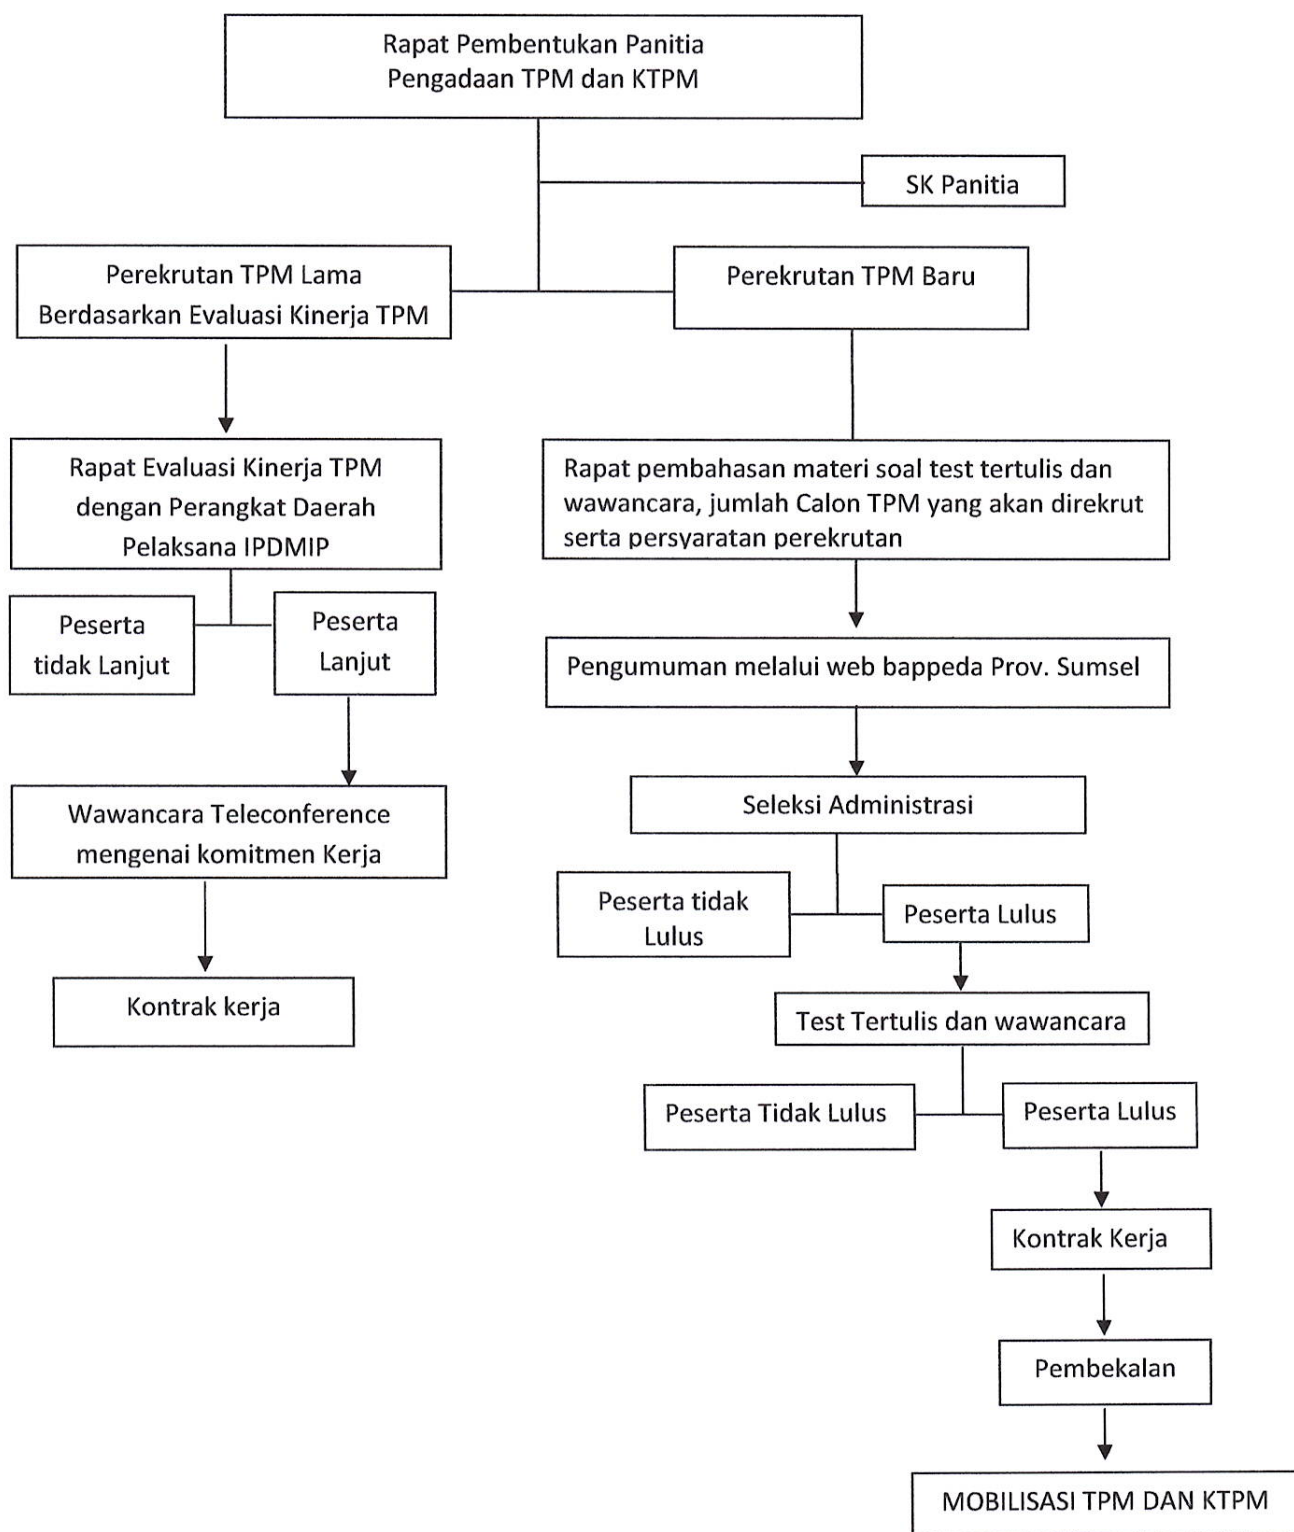 Rapat Pembentukan Panitia
Pengadaan TPM dan KTPM
SK Panitia
Perekrutan TPM Lama
Berdasarkan Evaluasi Kinerja TPM
Perekrutan TPM Baru
Rapat Evaluasi Kinerja TPM
dengan Perangkat Daerah
Pelaksana IPDMIP
Peserta
tidak Lanjut
Peserta
Lanjut
Wawancara Teleconference
mengenai komitmen Kerja
Kontrak kerja
Rapat pembahasan materi soal test tertulis dan
wawancara, jumlah Calon TPM yang akan direkrut
serta persyaratan perekrutan
Pengumuman melalui web bappeda Prov. Sumsel
Seleksi Administrasi
Peserta tidak
Lulus
Peserta Lulus
Test Tertulis dan wawancara
Peserta Tidak Lulus
Peserta Lulus
Kontrak Kerja
Pembekalan
MOBILISASI TPM DAN KTPM